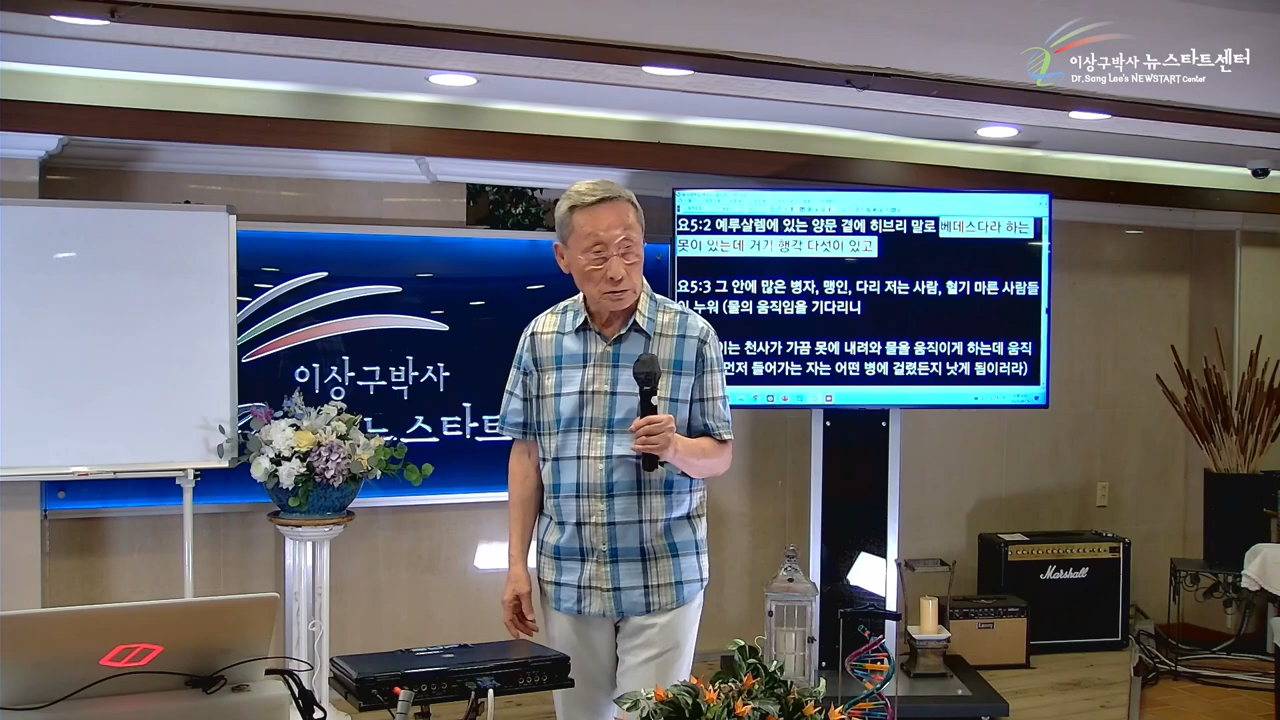 이상구박사 뉴스타트센터
Dr. Sang Lee's NEWSTART Center
요5:2 예루살렘에 있는 양문 곁에 히브리 말로 베데스다라 하는
못이 있는데 거기 행각 다섯이 있고
요5:3 그 안에 많은 병자, 맹인, 다리 저는 사람, 혈기 마른 사람들
이 누워 (물의 움직임을 기다리니
이는 천사가 가끔 못에 내려와 물을 움직이게 하는데 움직
먼저 들어가는 자는 어떤 병에 걸렸든지 낫게 됨이러라)
이상구박사
뉴스타트
Marshall
Laney